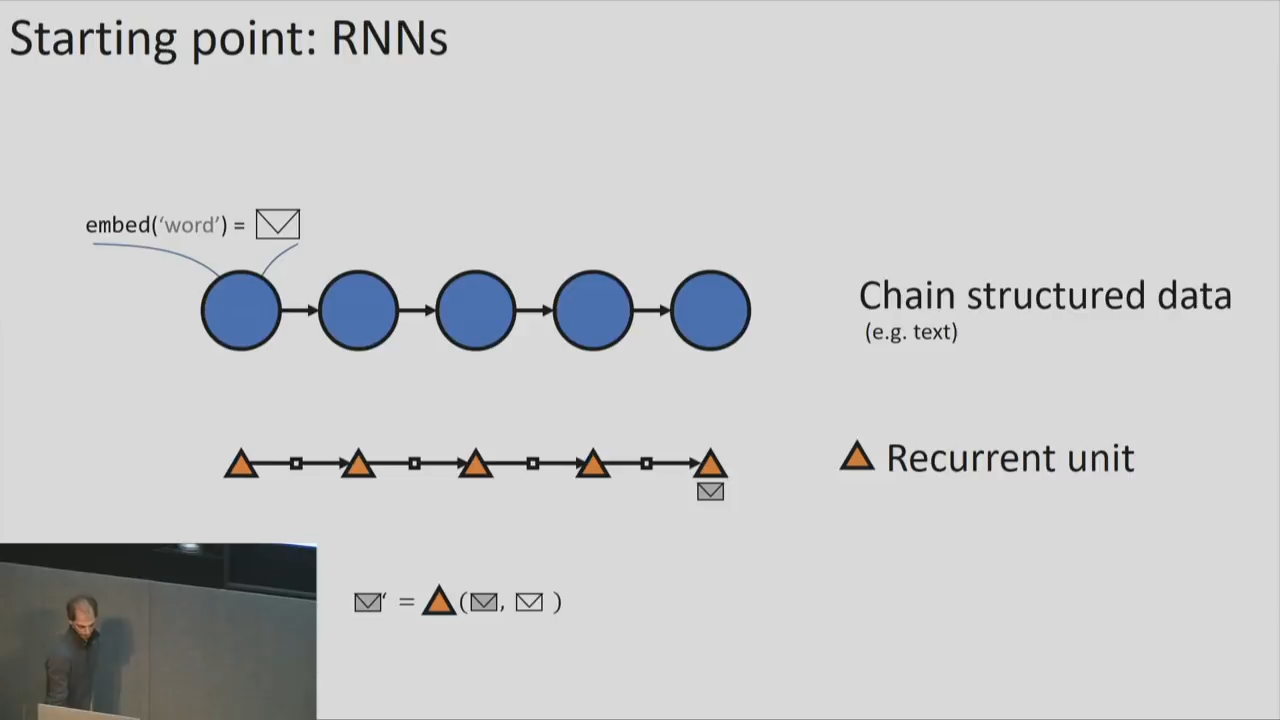 Starting point: RNNs
embed(‘word’) =
Chain structured data
(e.g. text)
Recurrent unit
‘ = ( , )